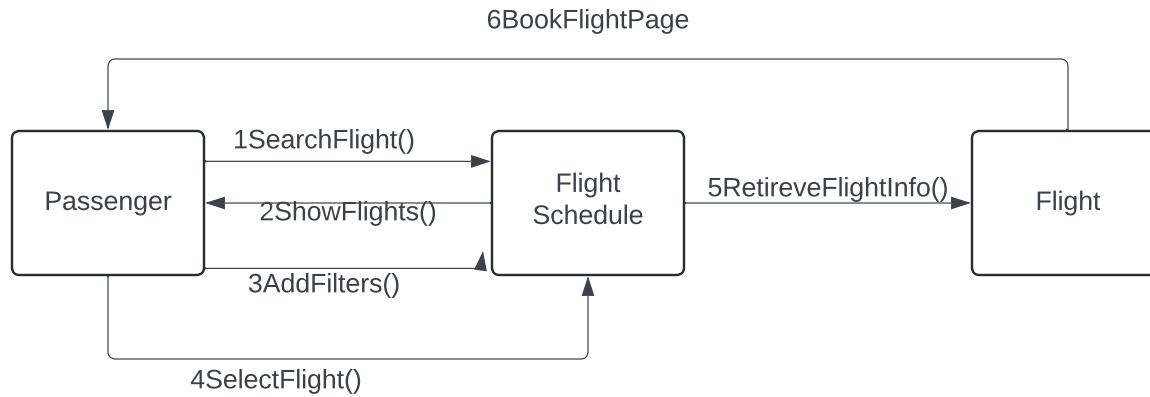 6BookFlightPage
1SearchFlight()
Passenger
Flight
Schedule
5RetireveFlightInfo()
Flight
2ShowFlights()
3AddFilters()
4SelectFlight()